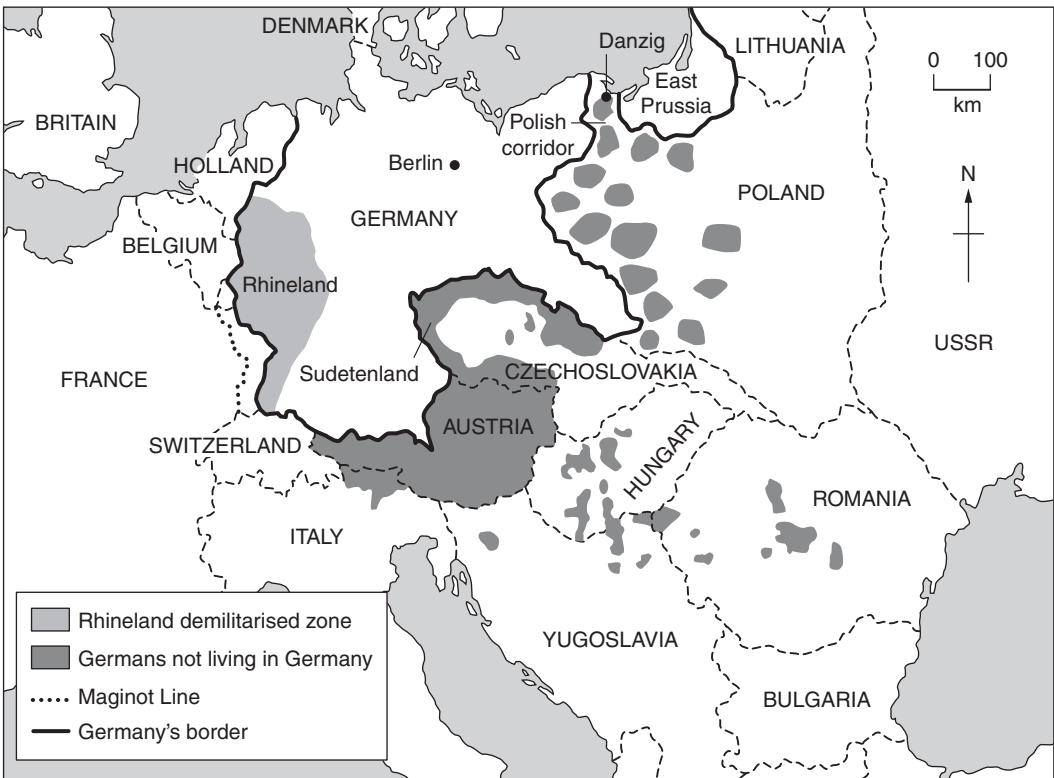 DENMARK
Danzig
LITHUANIA
0 100
km
East
Prussia
BRITAIN
Polish
corridor
HOLLAND
Berlin
N
POLAND
GERMANY
BELGIUM
Rhineland
USSR
FRANCE
Sudetenland
CZECHOSLOVAKIA
AUSTRIA
SWITZERLAND
HUNGARY
ROMANIA
ITALY
YUGOSLAVIA
BULGARIA
Rhineland demilitarised zone
Germans not living in Germany
Maginot Line
Germany's border